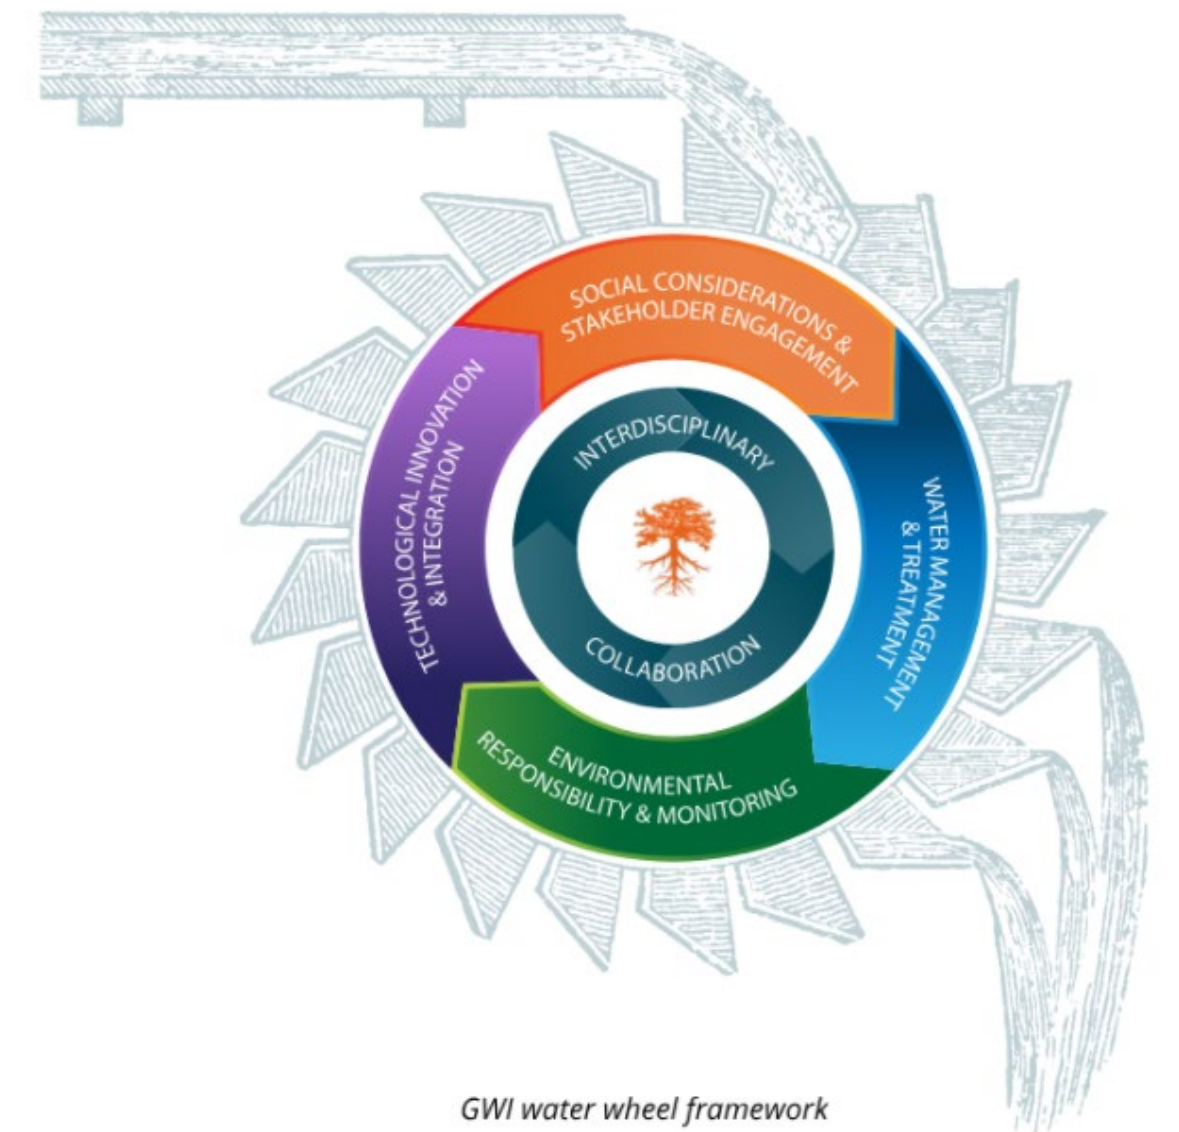 SOCIAL CONSIDERATIONS &
STAKEHOLDER ENGAGEMENT
WATER MANAGEMENT
& TREATMENT
ENVIRONMENTAL
RESPONSIBILITY & MONITORING
TECHNOLOGICAL INNOVATION
& INTEGRATION
INTERDISCIPLINARY
COLLABORATION
GWI water wheel framework